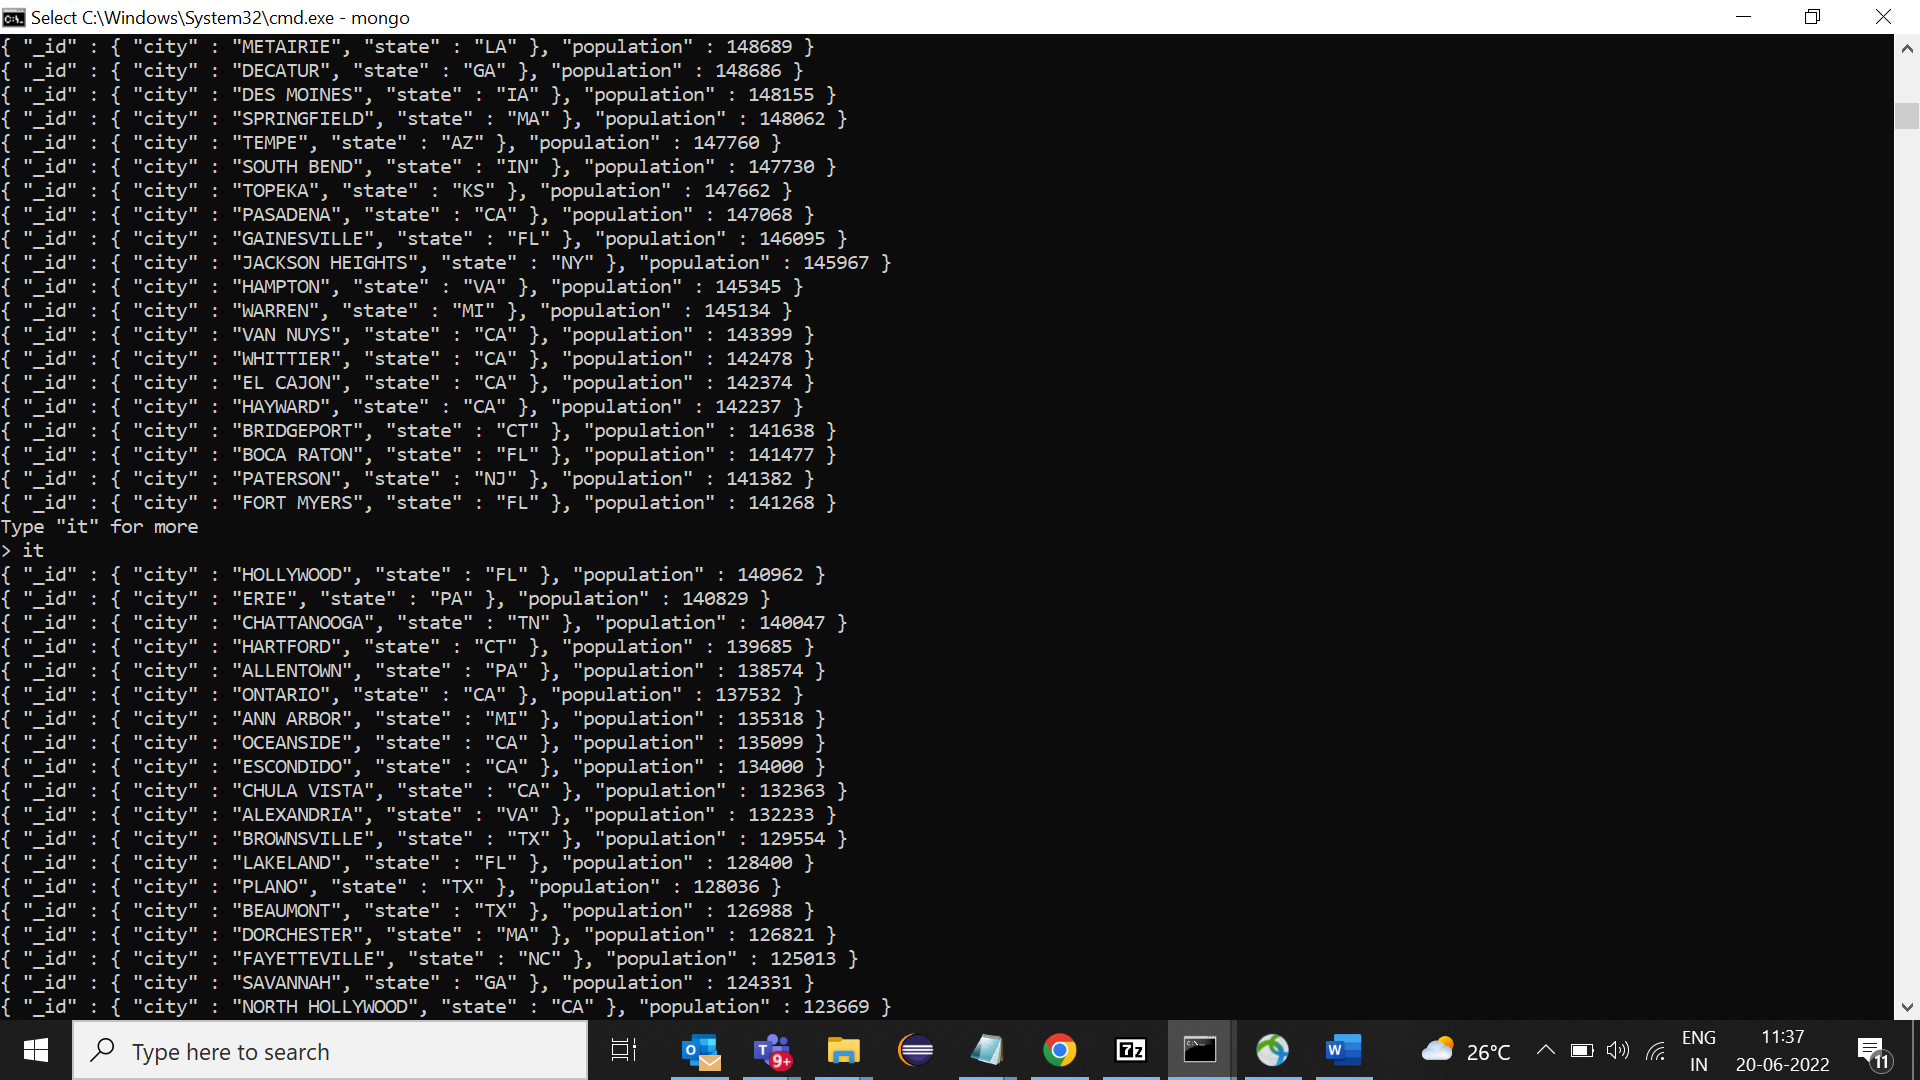 Select C:\Windows\System32\cmd.exe - mongo
{ "_id" : { "city" : "METAIRIE", "state" : "LA" }, "population" : 148689 }
{ "_id" : { "city" : "DECATUR", "state" : "GA" }, "population" : 148686 }
{ "_id" : { "city" : "DES MOINES", "state" : "IA" }, "population" : 148155 }
{ "_id" : { "city" : "SPRINGFIELD", "state" : "MA" }, "population" : 148062 }
{ "_id" : { "city" : "TEMPE", "state" : "AZ" }, "population" : 147760 }
{ "_id" : { "city" : "SOUTH BEND", "state" : "IN" }, "population" : 147730 }
{ "_id" : { "city" : "TOPEKA", "state" : "KS" }, "population" : 147662 }
{ "_id" : { "city" : "PASADENA", "state" : "CA" }, "population" : 147068 }
{ "_id" : { "city" : "GAINESVILLE", "state" : "FL" }, "population" : 146095 }
{ "_id" : { "city" : "JACKSON HEIGHTS", "state" : "NY" }, "population" : 145967 }
{ "_id" : { "city" : "HAMPTON", "state" : "VA" }, "population" : 145345 }
{ "_id" : { "city" : "WARREN", "state" : "MI" }, "population" : 145134 }
{ "_id" : { "city" : "VAN NUYS", "state" : "CA" }, "population" : 143399 }
{ "_id" : { "city" : "WHITTIER", "state" : "CA" }, "population" : 142478 }
{ "_id" : { "city" : "EL CAJON", "state" : "CA" }, "population" : 142374 }
{ "_id" : { "city" : "HAYWARD", "state" : "CA" }, "population" : 142237 }
{ "_id" : { "city" : "BRIDGEPORT", "state" : "CT" }, "population" : 141638 }
{ "_id" : { "city" : "BOCA RATON", "state" : "FL" }, "population" : 141477 }
{ "_id" : { "city" : "PATERSON", "state" : "NJ" }, "population" : 141382 }
{ "_id" : { "city" : "FORT MYERS", "state" : "FL" }, "population" : 141268 }
Type "it" for more
> it
{ "_id" : { "city" : "HOLLYWOOD", "state" : "FL" }, "population" : 140962 }
{ "_id" : { "city" : "ERIE", "state" : "PA" }, "population" : 140829 }
{ "_id" : { "city" : "CHATTANOOGA", "state" : "TN" }, "population" : 140047 }
{ "_id" : { "city" : "HARTFORD", "state" : "CT" }, "population" : 139685 }
{ "_id" : { "city" : "ALLENTOWN", "state" : "PA" }, "population" : 138574 }
{ "_id" : { "city" : "ONTARIO", "state" : "CA" }, "population" : 137532 }
{ "_id" : { "city" : "ANN ARBOR", "state" : "MI" }, "population" : 135318 }
{ "_id" : { "city" : "OCEANSIDE", "state" : "CA" }, "population" : 135099 }
{ "_id" : { "city" : "ESCONDIDO", "state" : "CA" }, "population" : 134000 }
{ "_id" : { "city" : "CHULA VISTA", "state" : "CA" }, "population" : 132363 }
{ "_id" : { "city" : "ALEXANDRIA", "state" : "VA" }, "population" : 132233 }
{ "_id" : { "city" : "BROWNSVILLE", "state" : "TX" }, "population" : 129554 }
{ "_id" : { "city" : "LAKELAND", "state" : "FL" }, "population" : 128400 }
{ "_id" : { "city" : "PLANO", "state" : "TX" }, "population" : 128036 }
{ "_id" : { "city" : "BEAUMONT", "state" : "TX" }, "population" : 126988 }
{ "_id" : { "city" : "DORCHESTER", "state" : "MA" }, "population" : 126821 }
{ "_id" : { "city" : "FAYETTEVILLE", "state" : "NC" }, "population" : 125013 }
{ "_id" : { "city" : "SAVANNAH", "state" : "GA" }, "population" : 124331 }
{ "_id" : { "city" : "NORTH HOLLYWOOD", "state" : "CA" }, "population" : 123669 }
Type here to search
9+
7z
26°C
ENG
IN
11:37
20-06-2022
11